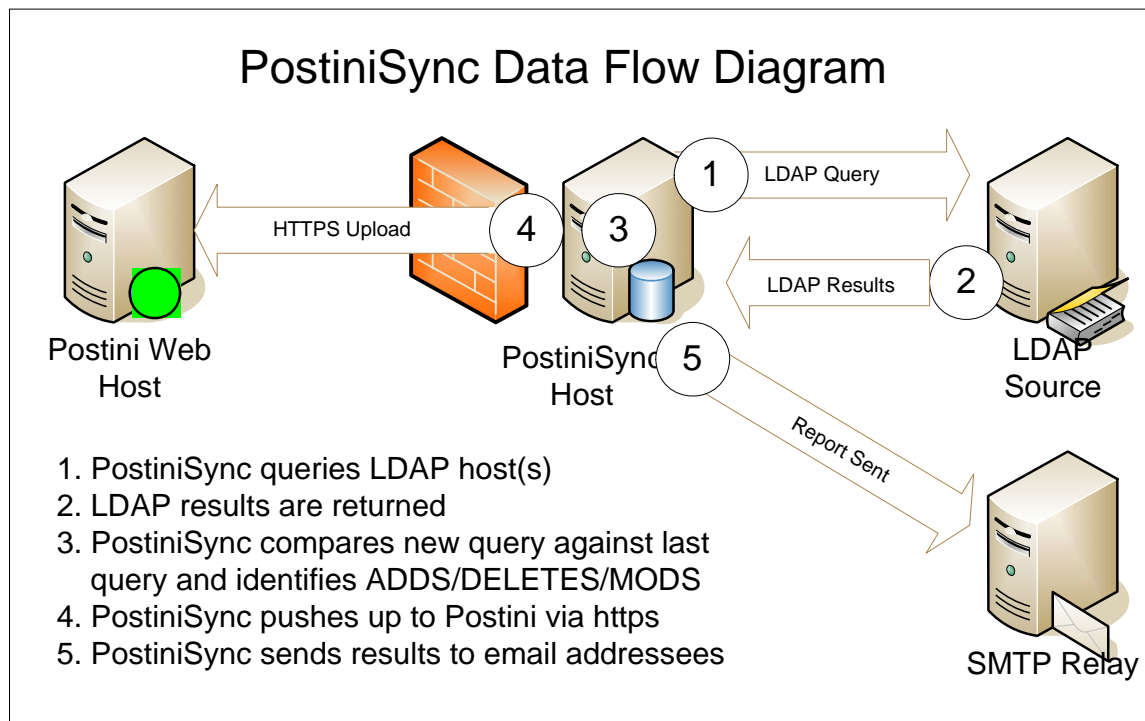 PostiniSync Data Flow Diagram
1
LDAP Query
HTTPS Upload
4
3
LDAP Results
2
Postini Web
Host
PostiniSync
Host
5
LDAP
Source
Report Sent
1. PostiniSync queries LDAP host(s)
2. LDAP results are returned
3. PostiniSync compares new query against last
query and identifies ADDS/DELETES/MODS
4. PostiniSync pushes up to Postini via https
5. PostiniSync sends results to email addressees
SMTP Relay